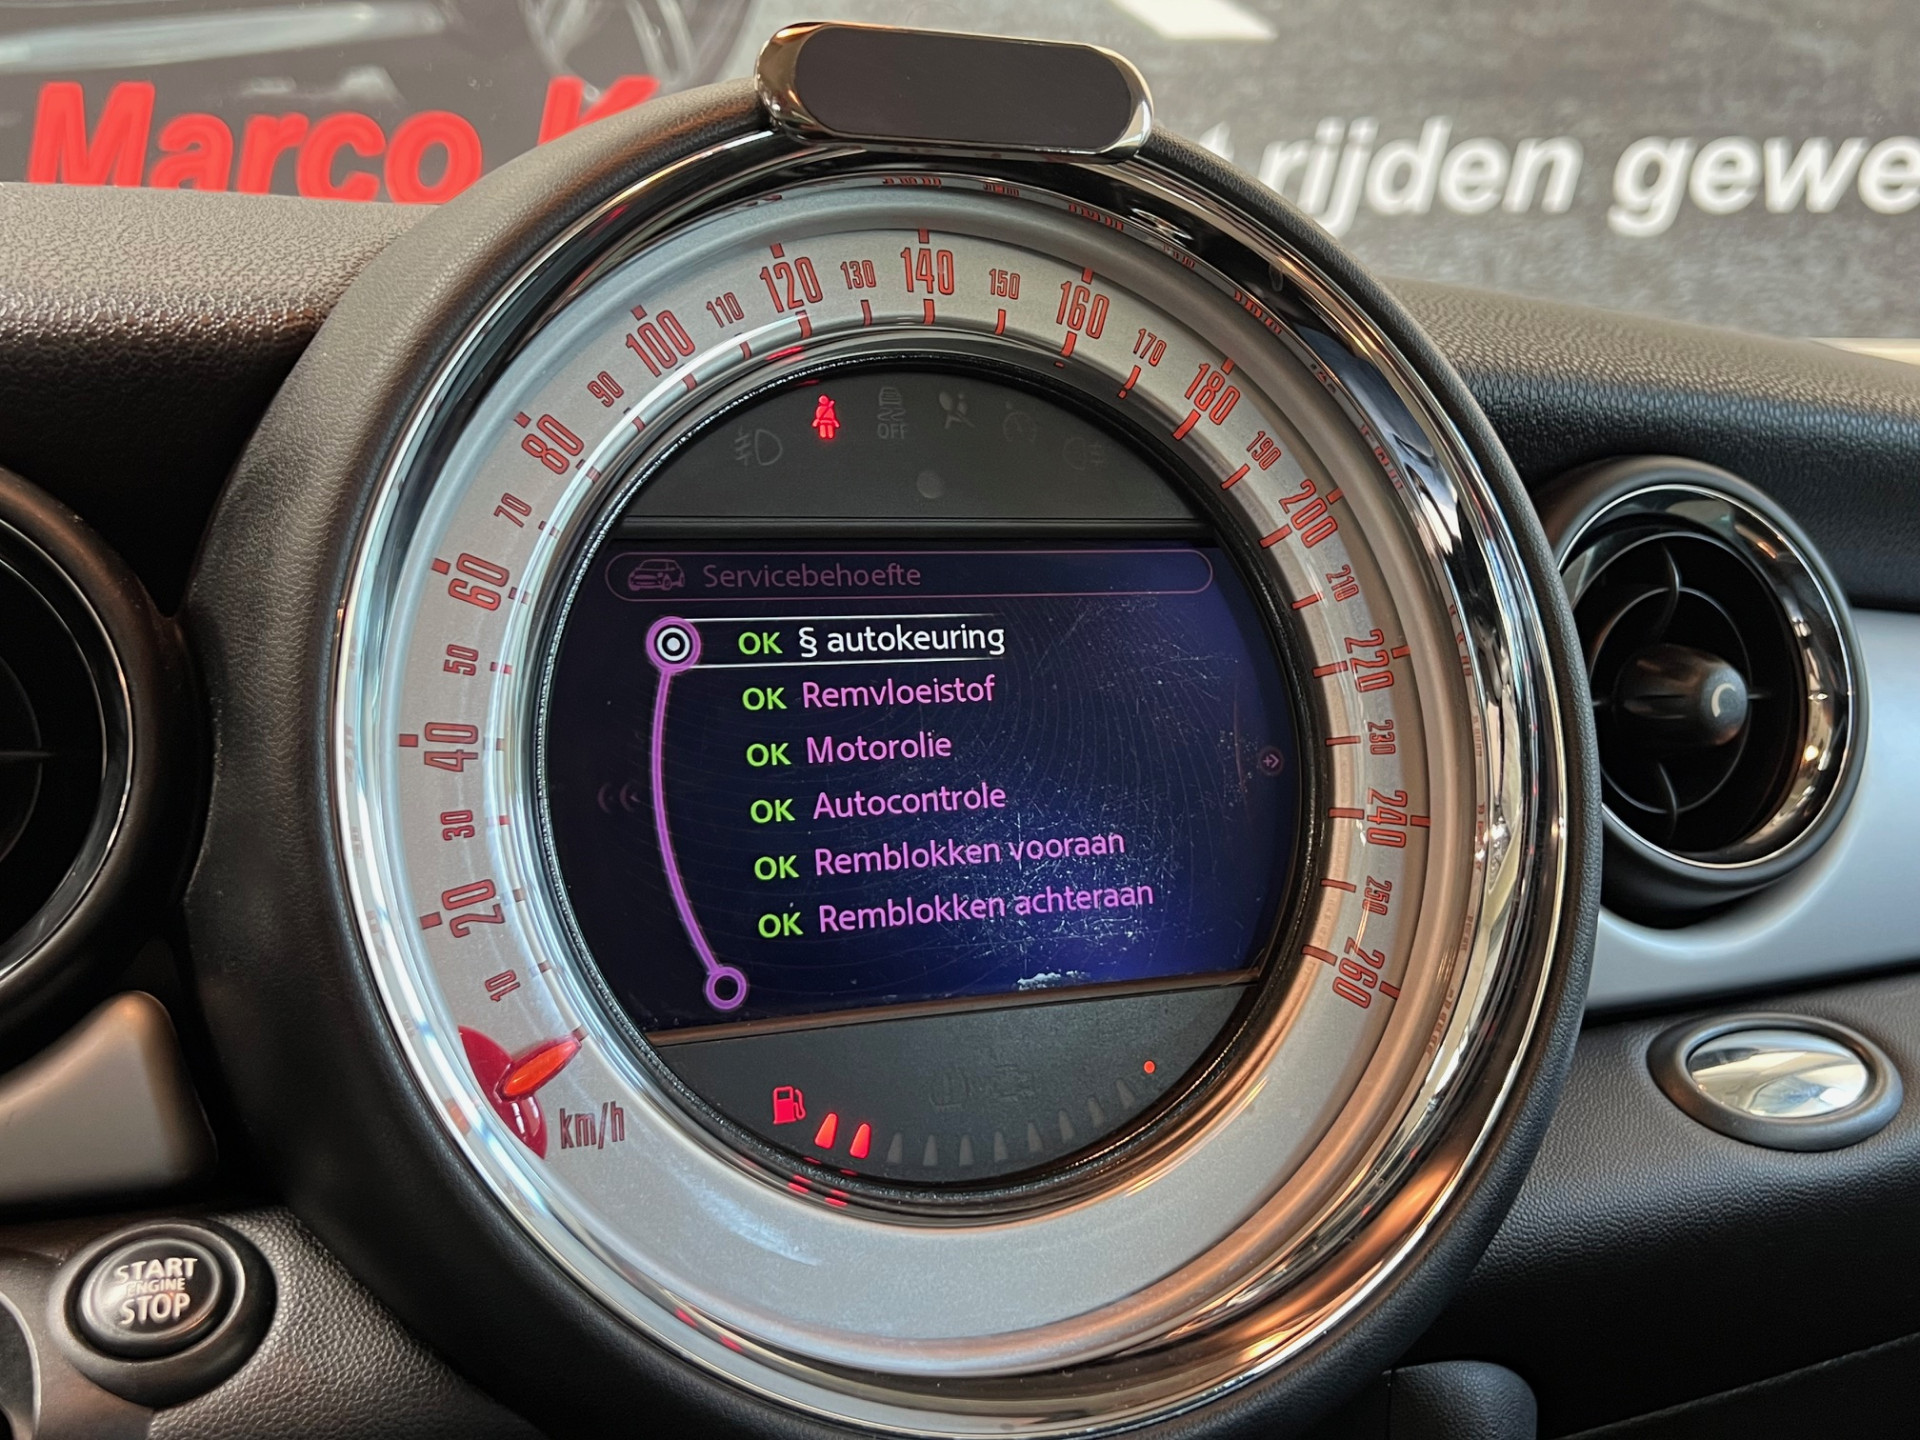 Marco K
t rijden gewe
10
20
30
40
50
60
70
80
90
100
110
120
130
140
150
160
170
180
190
200
210
220
230
240
250
260
km/h
OFF
Servicebehoefte
OK § autokeuring
OK Remvloeistof
OK Motorolie
OK Autocontrole
OK Remblokken vooraan
OK Remblokken achteraan
START
ENGINE
STOP